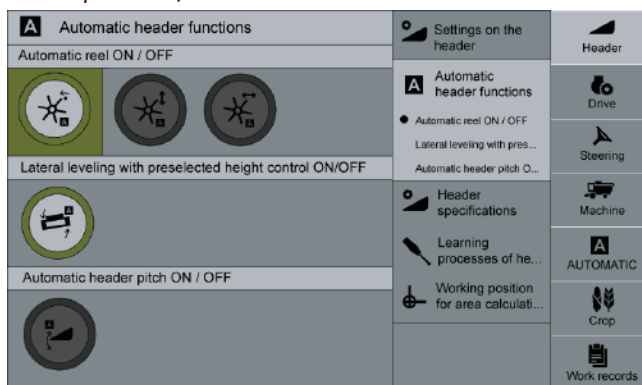 A Automatic header functions
Automatic reel ON / OFF
A
A
A
Lateral leveling with preselected height control ON/OFF
A
Automatic header pitch ON / OFF
A
Settings on the
header
A Automatic
header functions
Automatic reel ON / OFF
Lateral leveling with pres...
Automatic header pitch O...
Header
specifications
Learning
processes of he...
Working position
for area calculati...
Header
Drive
Steering
Machine
A
AUTOMATIC
Crop
Work records